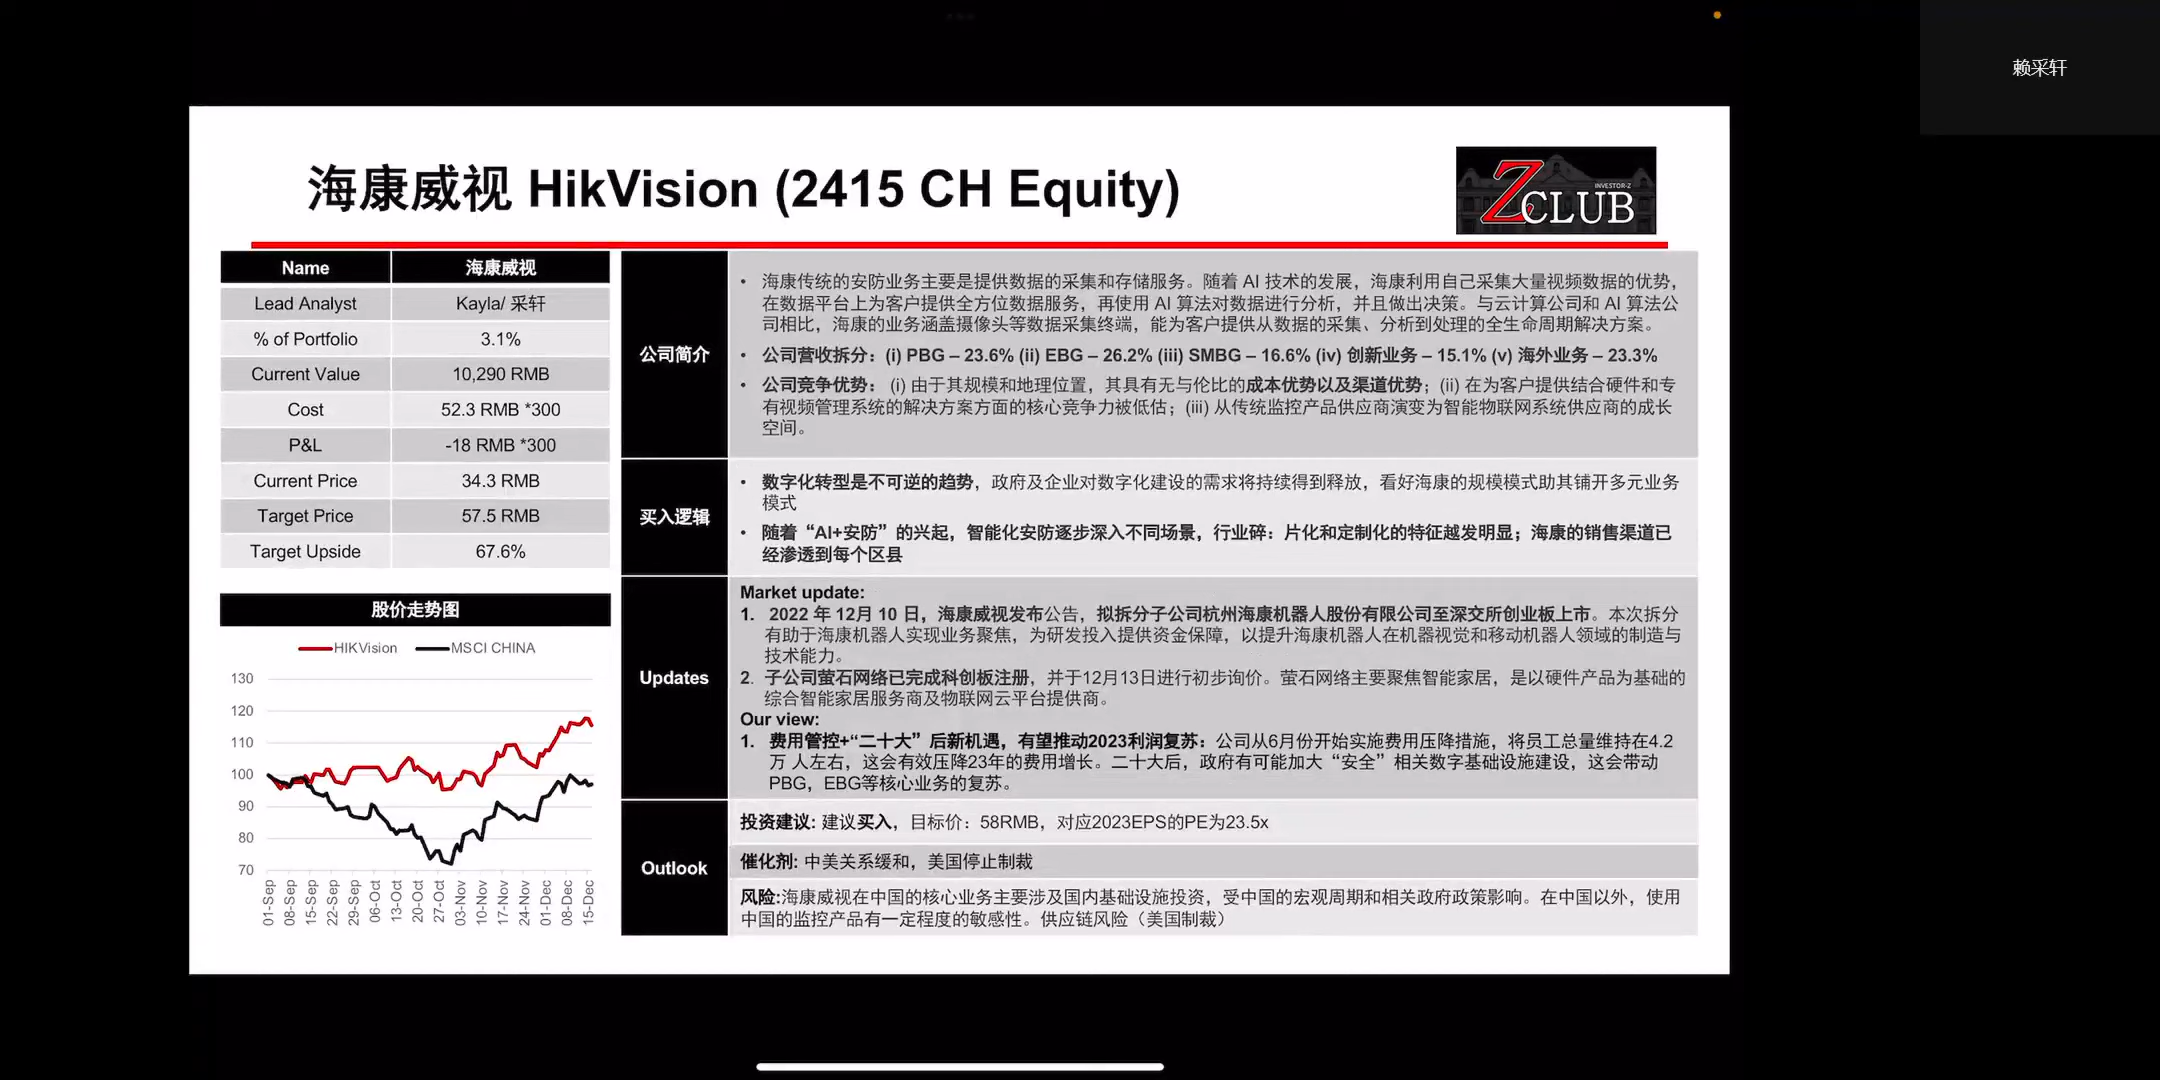 赖采轩
海康威视 HikVision (2415 CH Equity)
INVESTOR-Z
Z CLUB
Name 海康威视
Lead Analyst Kayla/ 采轩
% of Portfolio 3.1%
Current Value 10,290 RMB
Cost 52.3 RMB *300
P&L -18 RMB *300
Current Price 34.3 RMB
Target Price 57.5 RMB
Target Upside 67.6%
股价走势图
HIKVision MSCI CHINA
130
120
110
100
90
80
70
01-Sep 08-Sep 15-Sep 22-Sep 29-Sep 06-Oct 13-Oct 20-Oct 27-Oct 03-Nov 10-Nov 17-Nov 24-Nov 01-Dec 08-Dec 15-Dec
公司简介
• 海康传统的安防业务主要是提供数据的采集和存储服务。随着 AI 技术的发展，海康利用自己采集大量视频数据的优势，
在数据平台上为客户提供全方位数据服务，再使用 AI 算法对数据进行分析，并且做出决策。与云计算公司和 AI 算法公
司相比，海康的业务涵盖摄像头等数据采集终端，能为客户提供从数据的采集、分析到处理的全生命周期解决方案。
• 公司营收拆分：(i) PBG – 23.6% (ii) EBG – 26.2% (iii) SMBG – 16.6% (iv) 创新业务 – 15.1% (v) 海外业务 – 23.3%
• 公司竞争优势： (i) 由于其规模和地理位置，其具有无与伦比的成本优势以及渠道优势；(ii) 在为客户提供结合硬件和专
有视频管理系统的解决方案方面的核心竞争力被低估；(iii) 从传统监控产品供应商演变为智能物联网系统供应商的成长
空间。
买入逻辑
• 数字化转型是不可逆的趋势，政府及企业对数字化建设的需求将持续得到释放，看好海康的规模模式助其铺开多元业务
模式
• 随着“AI+安防”的兴起，智能化安防逐步深入不同场景，行业碎：片化和定制化的特征越发明显；海康的销售渠道已
经渗透到每个区县
Updates
Market update:
1. 2022 年 12月 10 日，海康威视发布公告，拟拆分子公司杭州海康机器人股份有限公司至深交所创业板上市。本次拆分
有助于海康机器人实现业务聚焦，为研发投入提供资金保障，以提升海康机器人在机器视觉和移动机器人领域的制造与
技术能力。
2. 子公司萤石网络已完成科创板注册，并于12月13日进行初步询价。萤石网络主要聚焦智能家居，是以硬件产品为基础的
综合智能家居服务商及物联网云平台提供商。
Our view:
1. 费用管控+“二十大”后新机遇，有望推动2023利润复苏：公司从6月份开始实施费用压降措施，将员工总量维持在4.2
万 人左右，这会有效压降23年的费用增长。二十大后，政府有可能加大“安全”相关数字基础设施建设，这会带动
PBG，EBG等核心业务的复苏。
Outlook
投资建议: 建议买入，目标价：58RMB，对应2023EPS的PE为23.5x
催化剂: 中美关系缓和，美国停止制裁
风险:海康威视在中国的核心业务主要涉及国内基础设施投资，受中国的宏观周期和相关政府政策影响。在中国以外，使用
中国的监控产品有一定程度的敏感性。供应链风险（美国制裁）